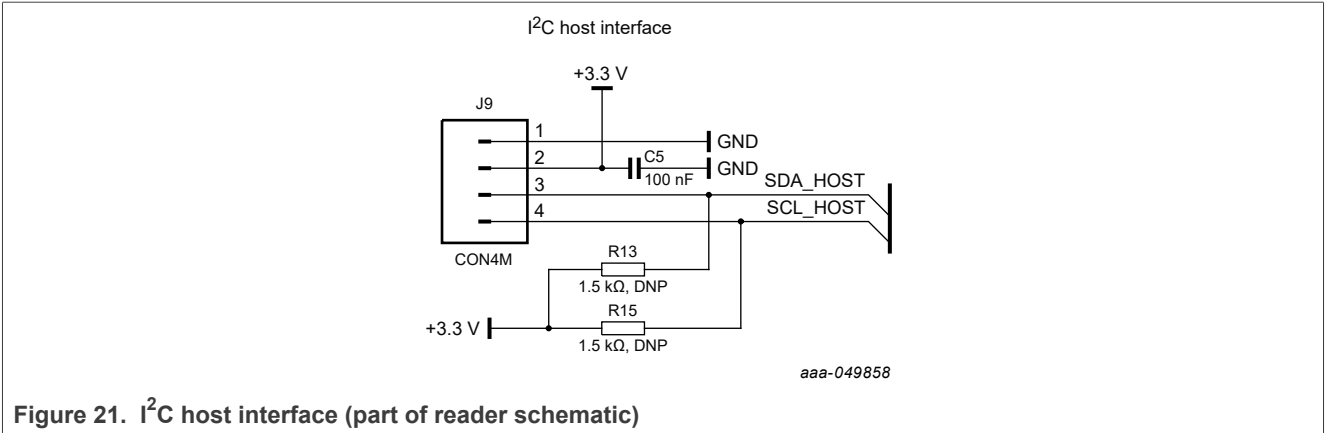 I²C host interface
+3.3 V
J9
1
GND
2
C5
GND
100 nF
3
SDA_HOST
4
SCL_HOST
CON4M
R13
1.5 kΩ, DNP
R15
+3.3 V
1.5 kΩ, DNP
aaa-049858
Figure 21. I²C host interface (part of reader schematic)